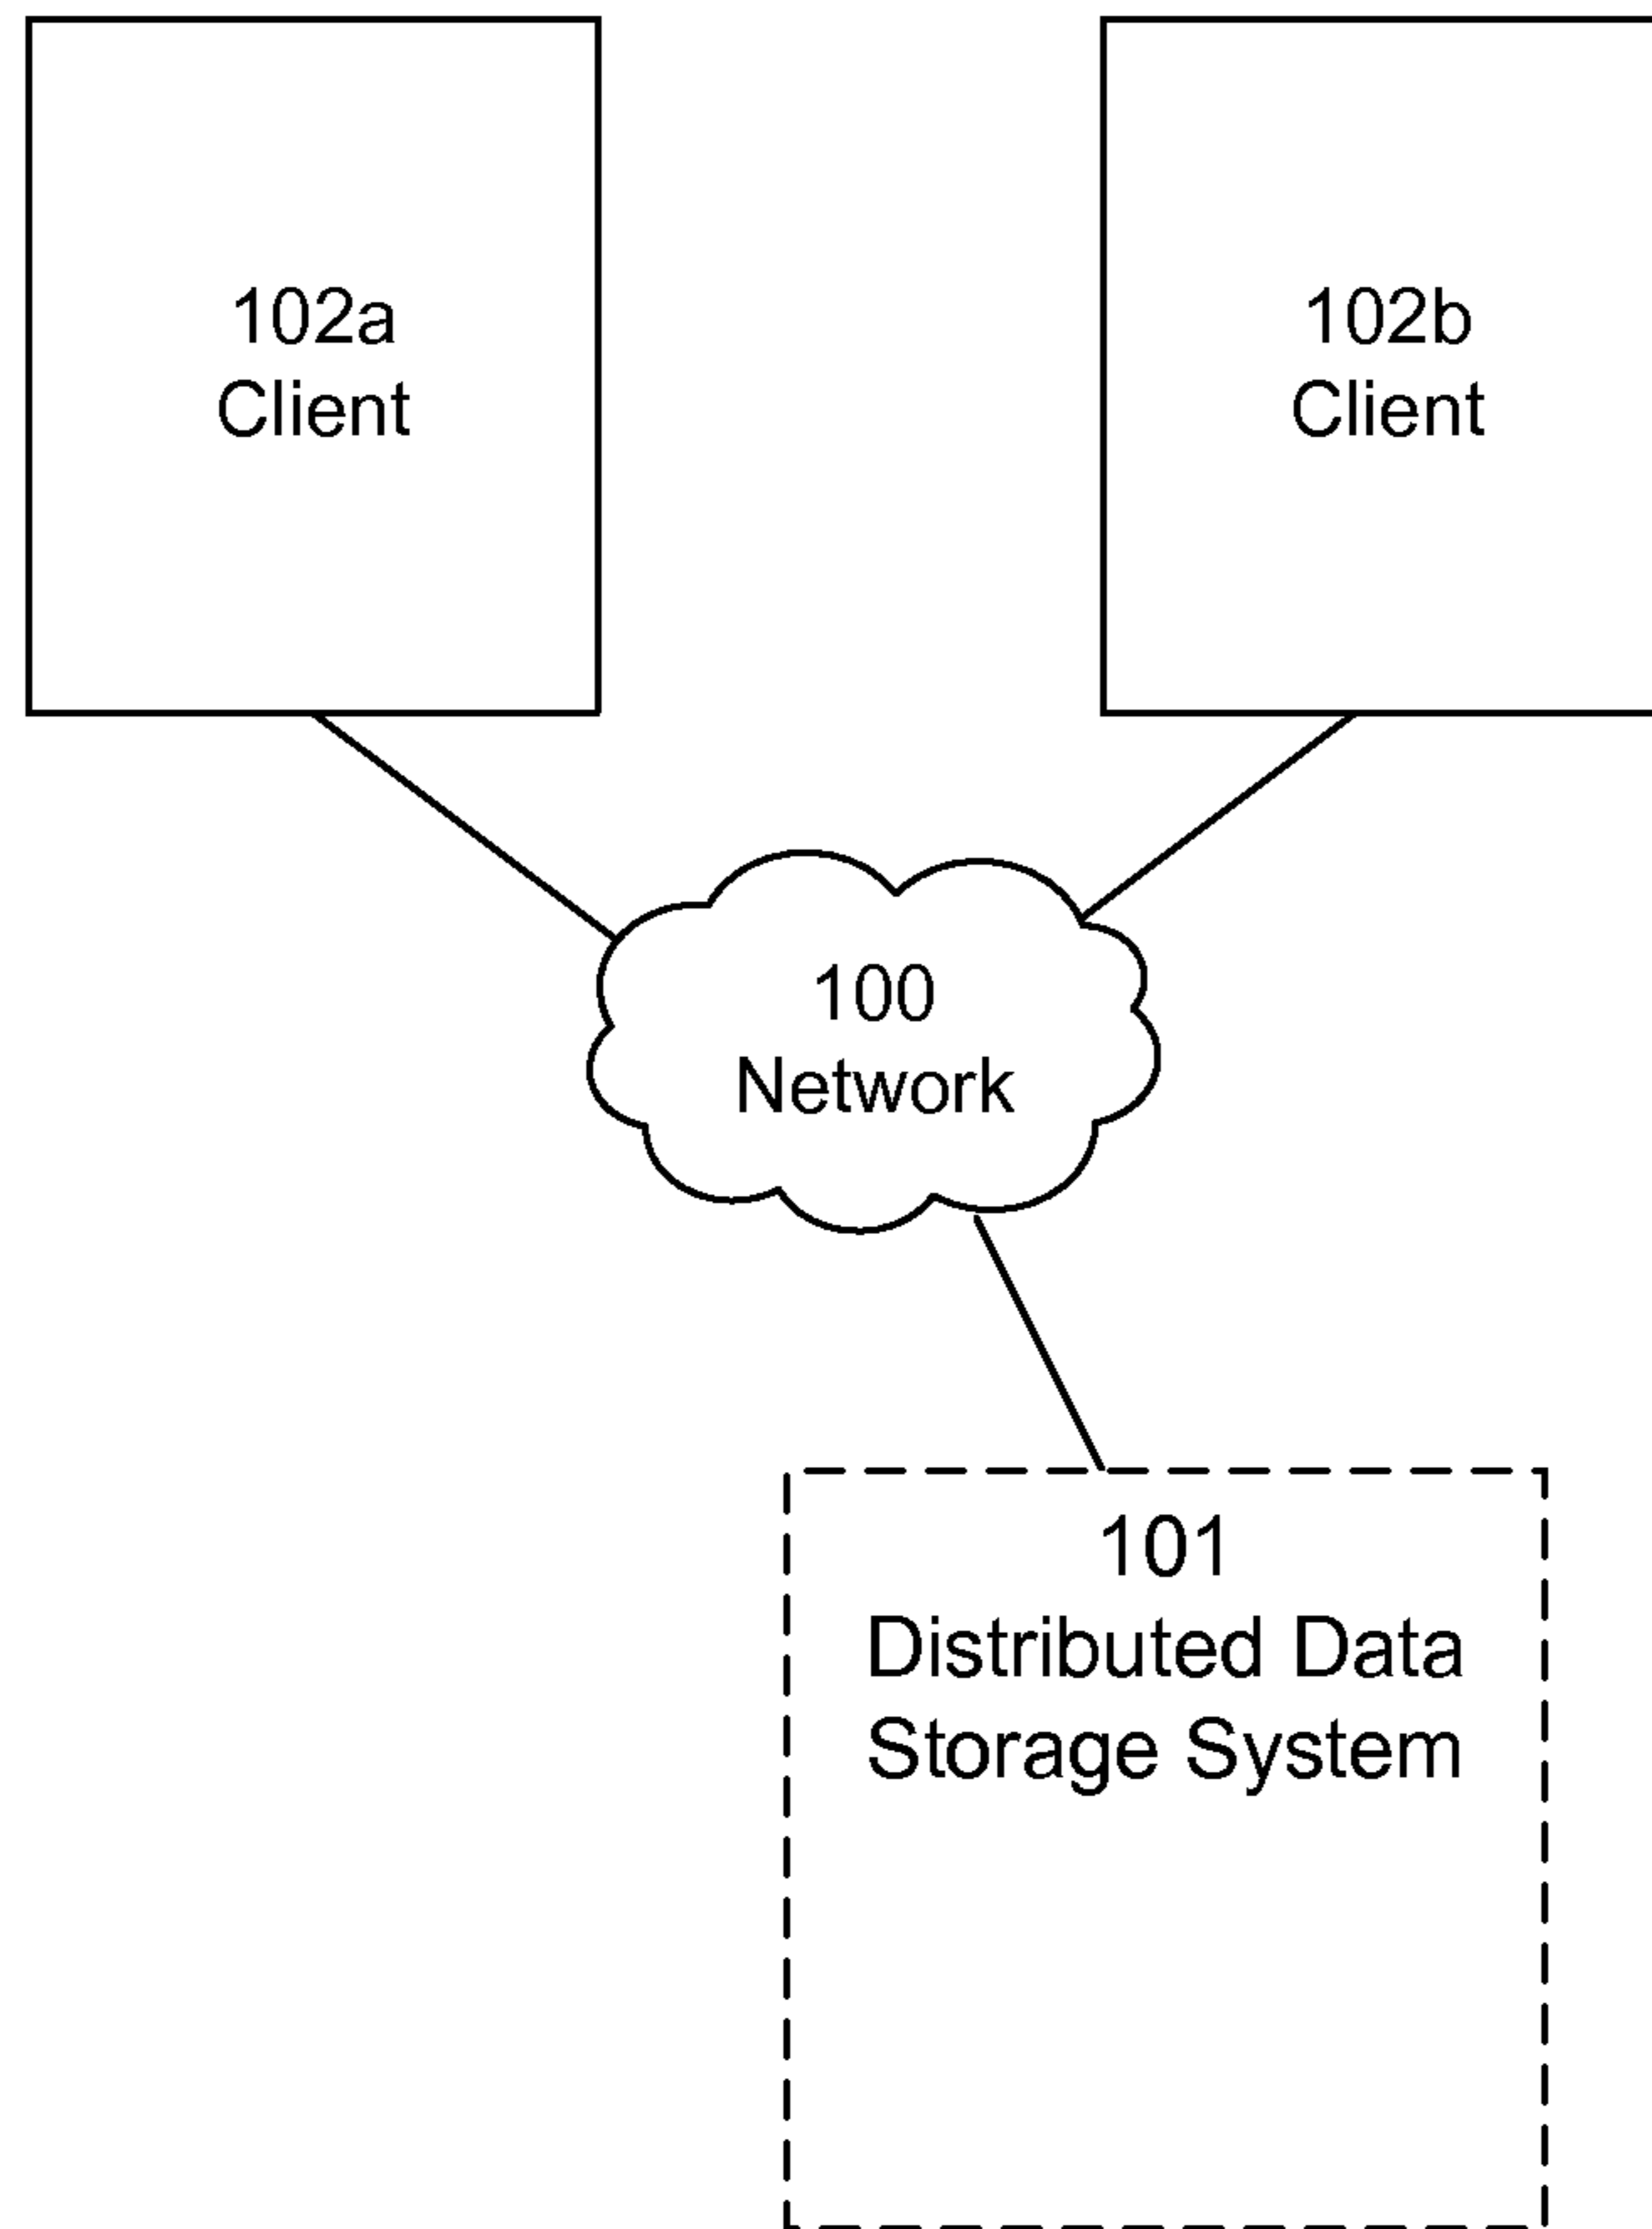 102a
Client
102b
Client
100
Network
101
Distributed Data
Storage System